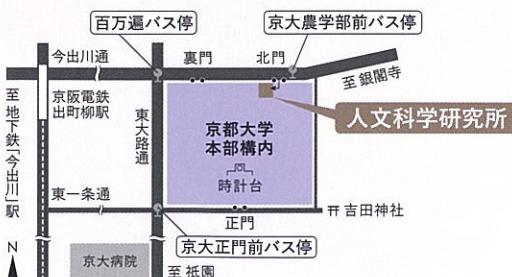 百万遍バス停
京大農学部前バス停
今出川通
裏門
北門
至 銀閣寺
至 地下鉄「今出川」駅
京阪電鉄
出町柳駅
東大路通
京都大学
本部構内
時計台
人文科学研究所
東一条通
正門
吉田神社
京大正門前バス停
N
京大病院
至 祇園